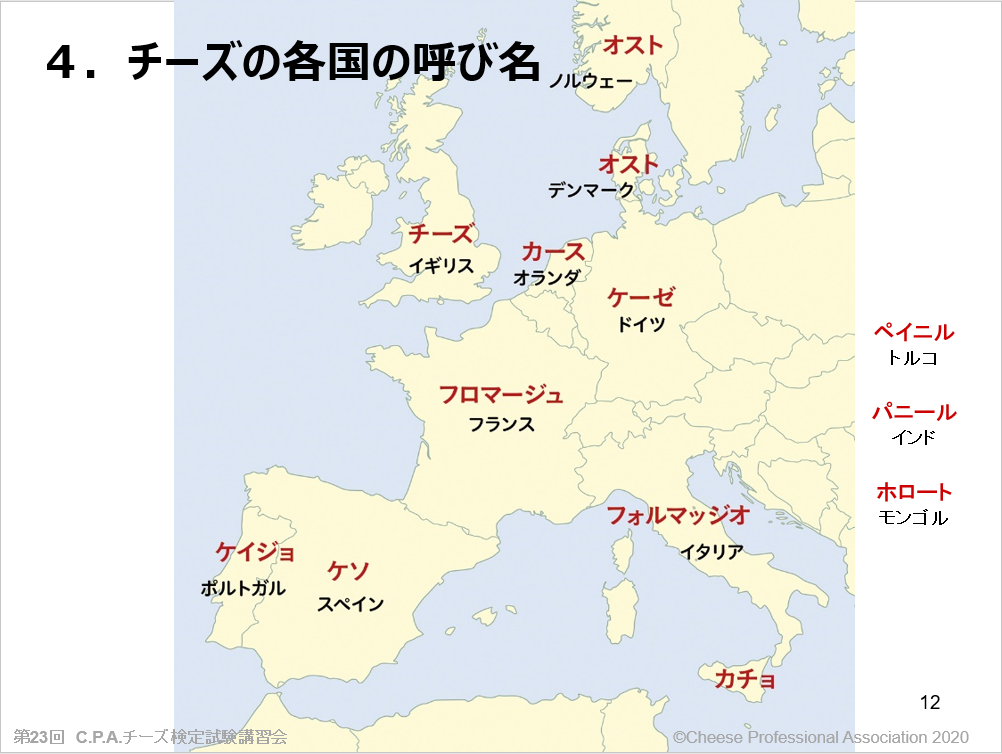 ４．チーズの各国の呼び名
オスト
ノルウェー
オスト
デンマーク
チーズ
イギリス
カース
オランダ
ケーゼ
ドイツ
フロマージュ
フランス
フォルマッジオ
イタリア
ケイジョ
ポルトガル
ケソ
スペイン
カチョ
ペイニル
トルコ
パニール
インド
ホロート
モンゴル
12
第23回 C.P.A.チーズ検定試験講習会
©Cheese Professional Association 2020